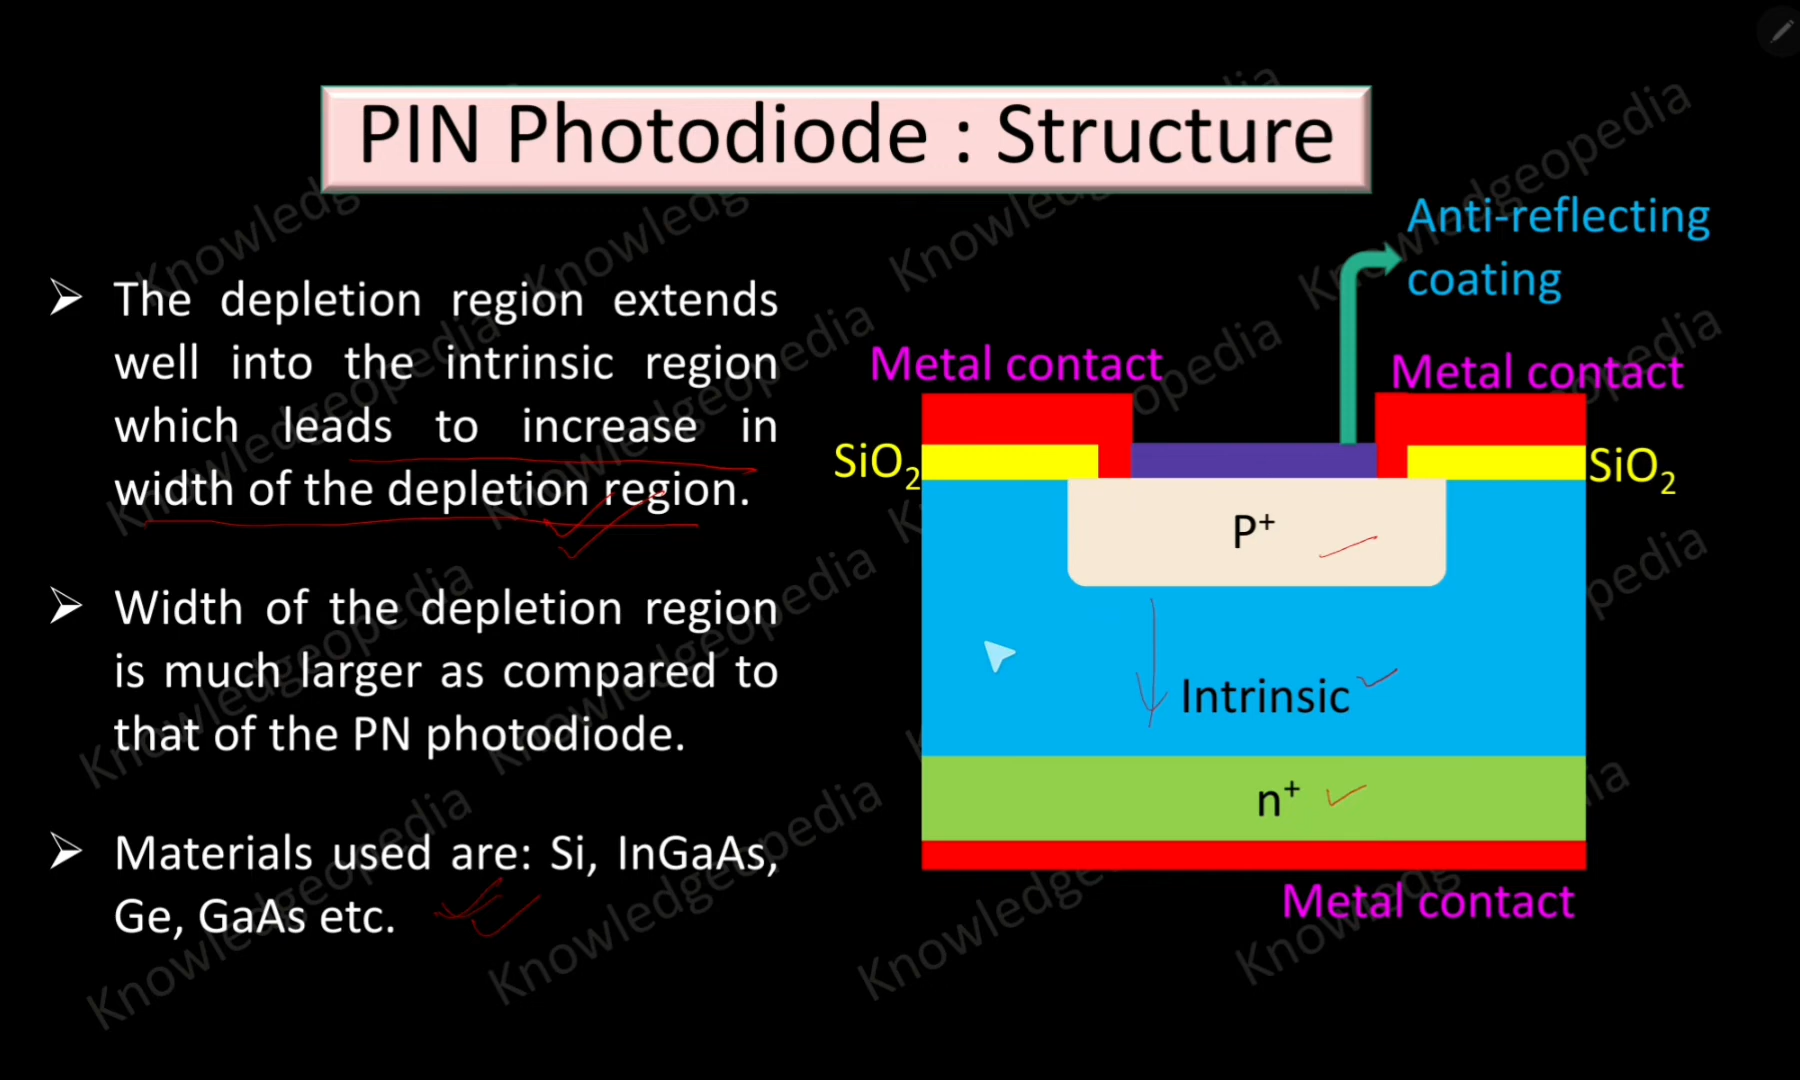 PIN Photodiode : Structure
The depletion region extends
well into the intrinsic region
which leads to increase in
width of the depletion region.
Width of the depletion region
is much larger as compared to
that of the PN photodiode.
Materials used are: Si, InGaAs,
Ge, GaAs etc.
Anti-reflecting
coating
Metal contact
Metal contact
SiO₂
SiO₂
P⁺
Intrinsic
n⁺
Metal contact
Knowledgeopedia